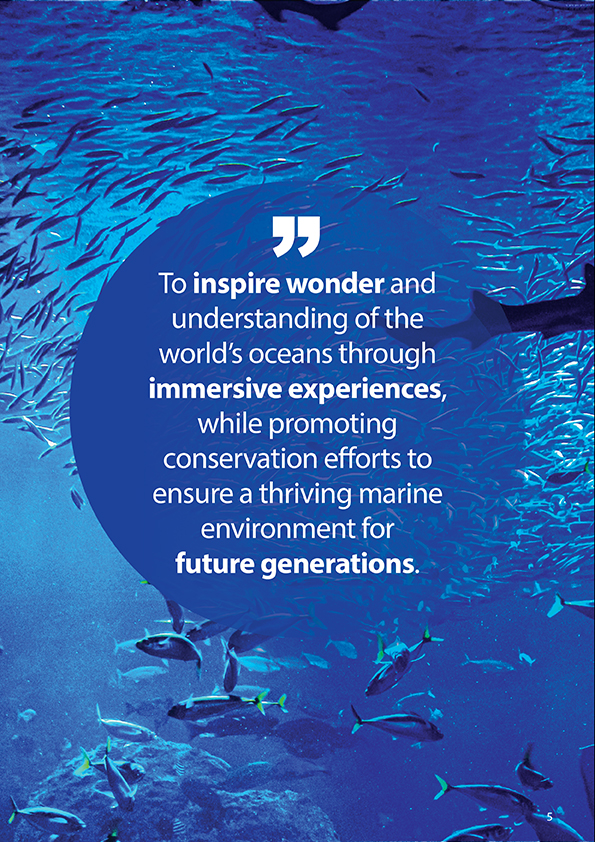 ”
To inspire wonder and
understanding of the
world’s oceans through
immersive experiences,
while promoting
conservation efforts to
ensure a thriving marine
environment for
future generations.
5